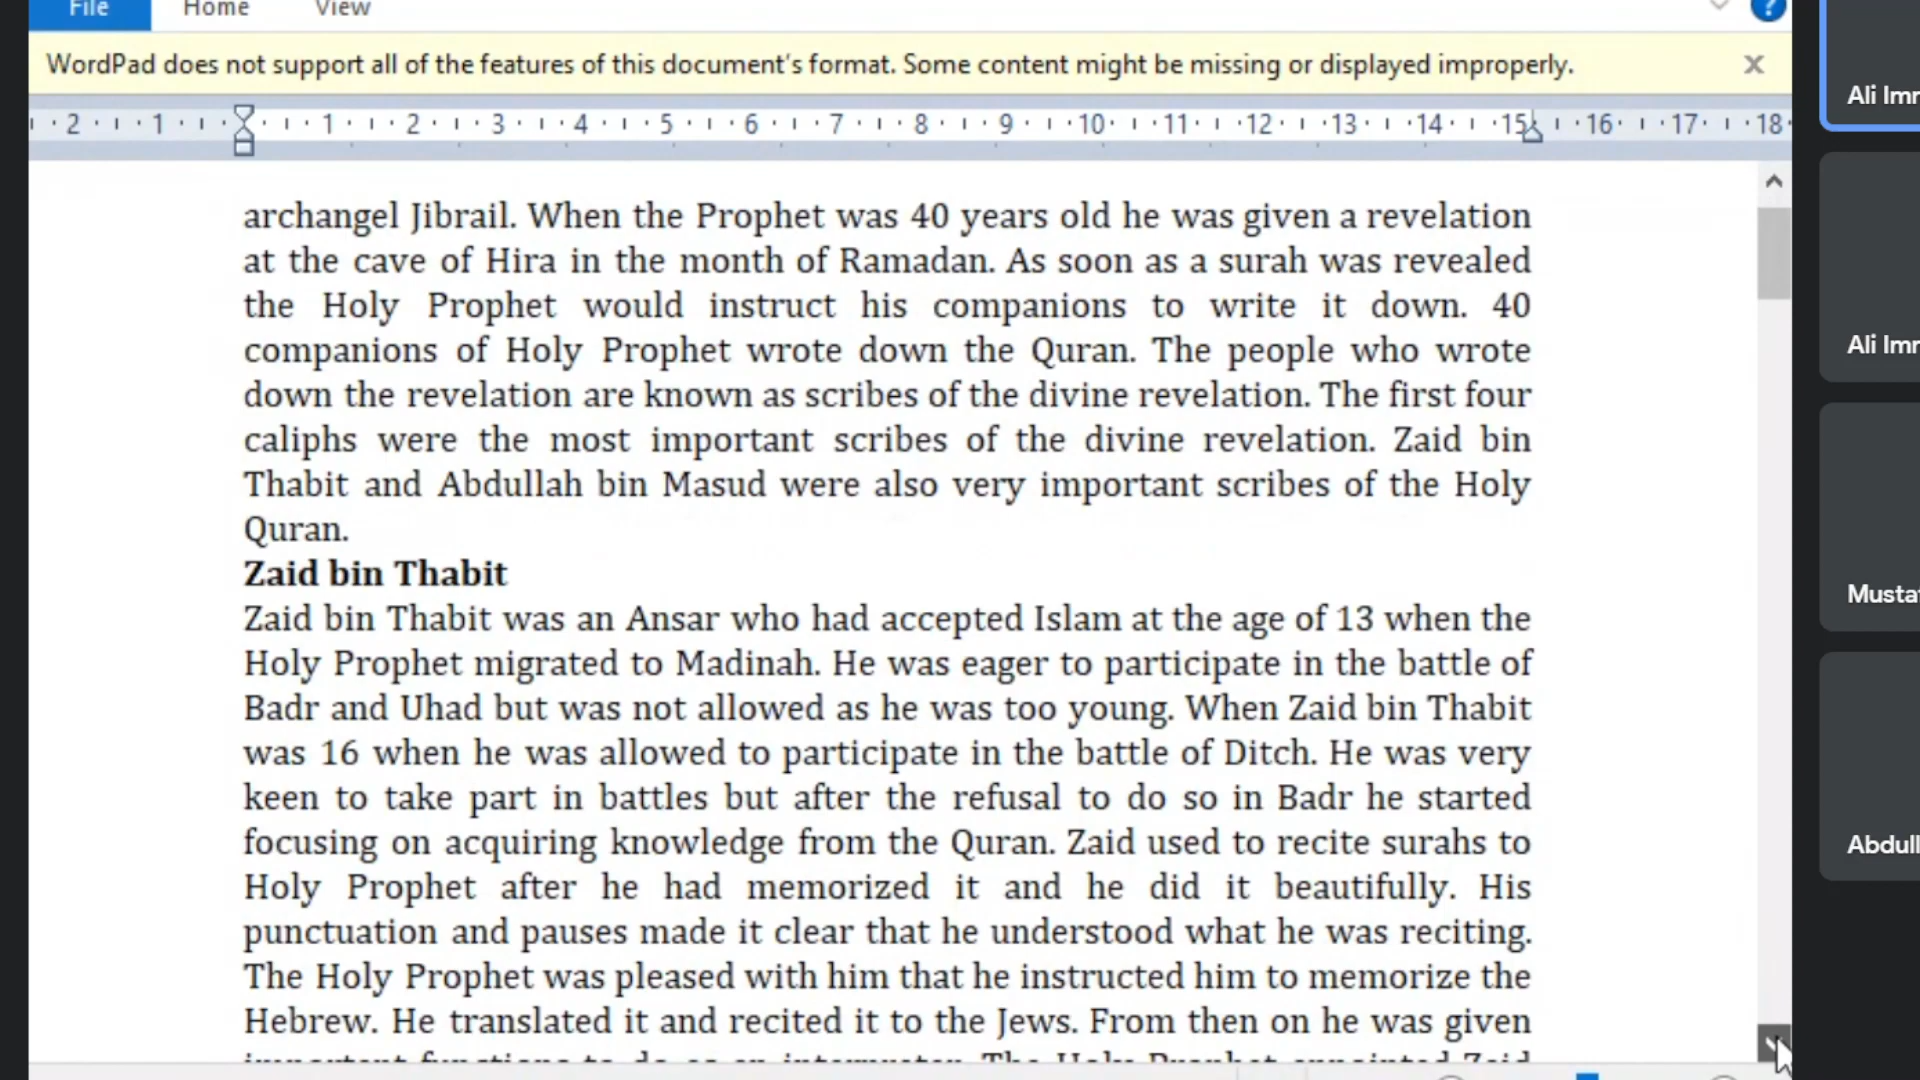 File Home View
WordPad does not support all of the features of this document's format. Some content might be missing or displayed improperly.
2 1 1 2 3 4 5 6 7 8 9 10 11 12 13 14 15 16 17 18
archangel Jibrail. When the Prophet was 40 years old he was given a revelation
at the cave of Hira in the month of Ramadan. As soon as a surah was revealed
the Holy Prophet would instruct his companions to write it down. 40
companions of Holy Prophet wrote down the Quran. The people who wrote
down the revelation are known as scribes of the divine revelation. The first four
caliphs were the most important scribes of the divine revelation. Zaid bin
Thabit and Abdullah bin Masud were also very important scribes of the Holy
Quran.
Zaid bin Thabit
Zaid bin Thabit was an Ansar who had accepted Islam at the age of 13 when the
Holy Prophet migrated to Madinah. He was eager to participate in the battle of
Badr and Uhad but was not allowed as he was too young. When Zaid bin Thabit
was 16 when he was allowed to participate in the battle of Ditch. He was very
keen to take part in battles but after the refusal to do so in Badr he started
focusing on acquiring knowledge from the Quran. Zaid used to recite surahs to
Holy Prophet after he had memorized it and he did it beautifully. His
punctuation and pauses made it clear that he understood what he was reciting.
The Holy Prophet was pleased with him that he instructed him to memorize the
Hebrew. He translated it and recited it to the Jews. From then on he was given
important functions to do as an interpreter. The Holy Prophet appointed Zaid
Ali Imr
Ali Imr
Musta
Abdull